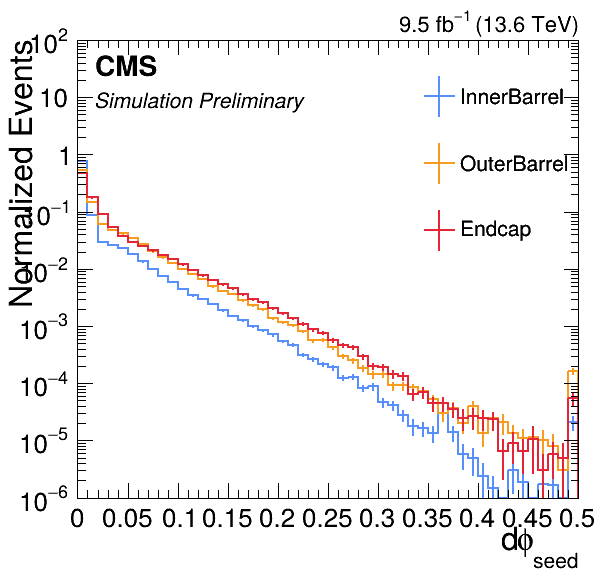 9.5 fb⁻¹ (13.6 TeV)
CMS
Simulation Preliminary
InnerBarrel
OuterBarrel
Endcap
Normalized Events
10²
10
1
10⁻¹
10⁻²
10⁻³
10⁻⁴
10⁻⁵
10⁻⁶
0 0.05 0.1 0.15 0.2 0.25 0.3 0.35 0.4 0.45 0.5
dϕ_seed